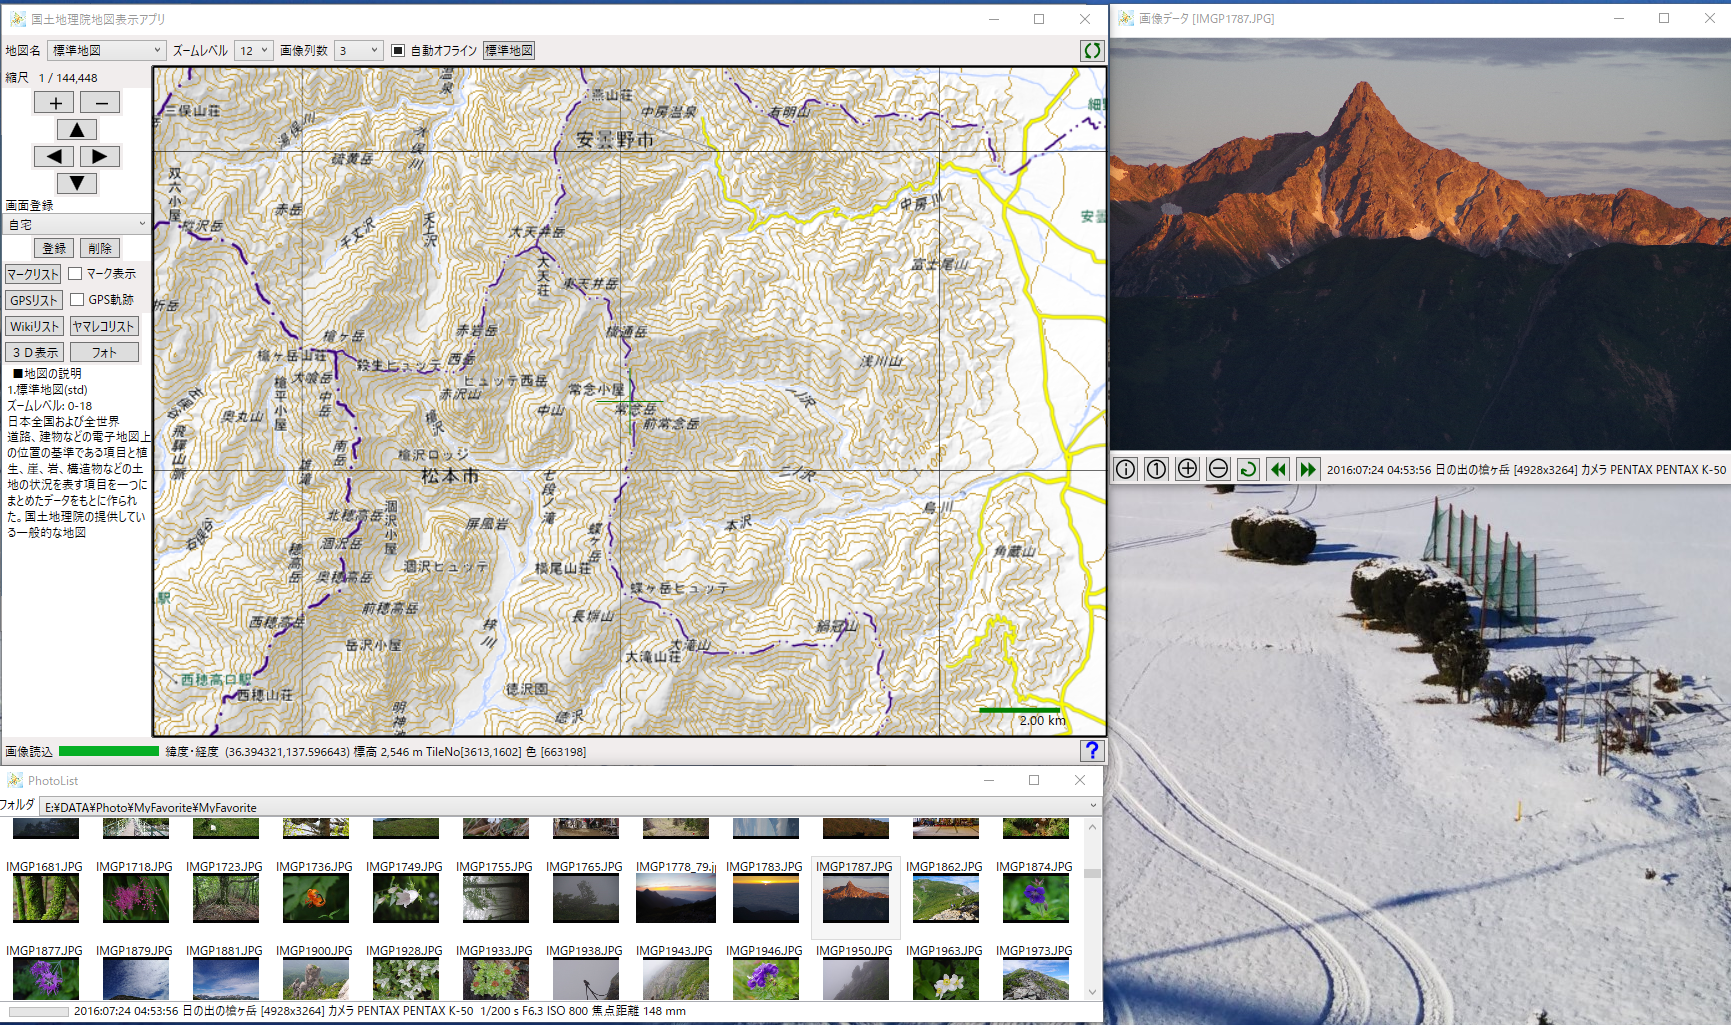 国土地理院地図表示アプリ
地図名 標準地図 ズームレベル 12 画像列数 3 自動オフライン 標準地図
縮尺 1 / 144,448
+ −
▲
◀ ▶
▼
画面登録
自宅
登録 削除
マークリスト マーク表示
GPSリスト GPS軌跡
Wikiリスト ヤマレコリスト
３Ｄ表示 フォト
■地図の説明
1.標準地図(std)
ズームレベル: 0-18
日本全国および全世界
道路、建物などの電子地図上
の位置の基準である項目と植
生、崖、岩、構造物などの土
地の状況を表す項目を一つに
まとめたデータをもとに作られ
た。国土地理院の提供してい
る一般的な地図
三俣山荘
湯俣川
水俣川
硫黄岳
燕山荘
中房温泉
有明山
安曇野市
双六小屋
樅沢岳
赤岳
千丈沢
天上沢
大天井岳
大天荘
東天井岳
中房川
富士尾山
槍ヶ岳
赤岩岳
横通岳
槍ヶ岳山荘
殺生ヒュッテ
西岳
大喰岳
ヒュッテ西岳
赤沢山
常念小屋
常念岳
前常念岳
浅川山
二ノ沢
槍平小屋
中岳
奥丸山
槍沢
中山
飛騨山脈
南岳
槍沢ロッジ
松本市
七段ノ滝
二ノ沢
雄滝
北穂高岳
涸沢小屋
屏風岩
本沢
烏川
右俣谷
涸沢岳
涸沢ヒュッテ
蝶ヶ岳
横尾山荘
角蔵山
穂高岳
奥穂高岳
蝶ヶ岳ヒュッテ
前穂高岳
西穂高岳
長塀山
鍋冠山
岳沢小屋
梓川
大滝山
大滝山荘
西穂高口駅
西穂山荘
徳沢園
徳沢
明神池
2.00 km
画像読込 緯度・経度 (36.394321,137.596643) 標高 2,546 m TileNo[3613,1602] 色 [663198]
?
画像データ [IMGP1787.JPG]
2016:07:24 04:53:56 日の出の槍ヶ岳 [4928x3264] カメラ PENTAX PENTAX K-50
PhotoList
フォルダ E:¥DATA¥Photo¥MyFavorite¥MyFavorite
IMGP1681.JPG IMGP1718.JPG IMGP1723.JPG IMGP1736.JPG IMGP1749.JPG IMGP1755.JPG IMGP1765.JPG IMGP1778_79.jp IMGP1783.JPG IMGP1787.JPG IMGP1862.JPG IMGP1874.JPG
IMGP1877.JPG IMGP1879.JPG IMGP1881.JPG IMGP1900.JPG IMGP1928.JPG IMGP1933.JPG IMGP1938.JPG IMGP1943.JPG IMGP1946.JPG IMGP1950.JPG IMGP1963.JPG IMGP1973.JPG
2016:07:24 04:53:56 日の出の槍ヶ岳 [4928x3264] カメラ PENTAX PENTAX K-50 1/200 s F6.3 ISO 800 焦点距離 148 mm